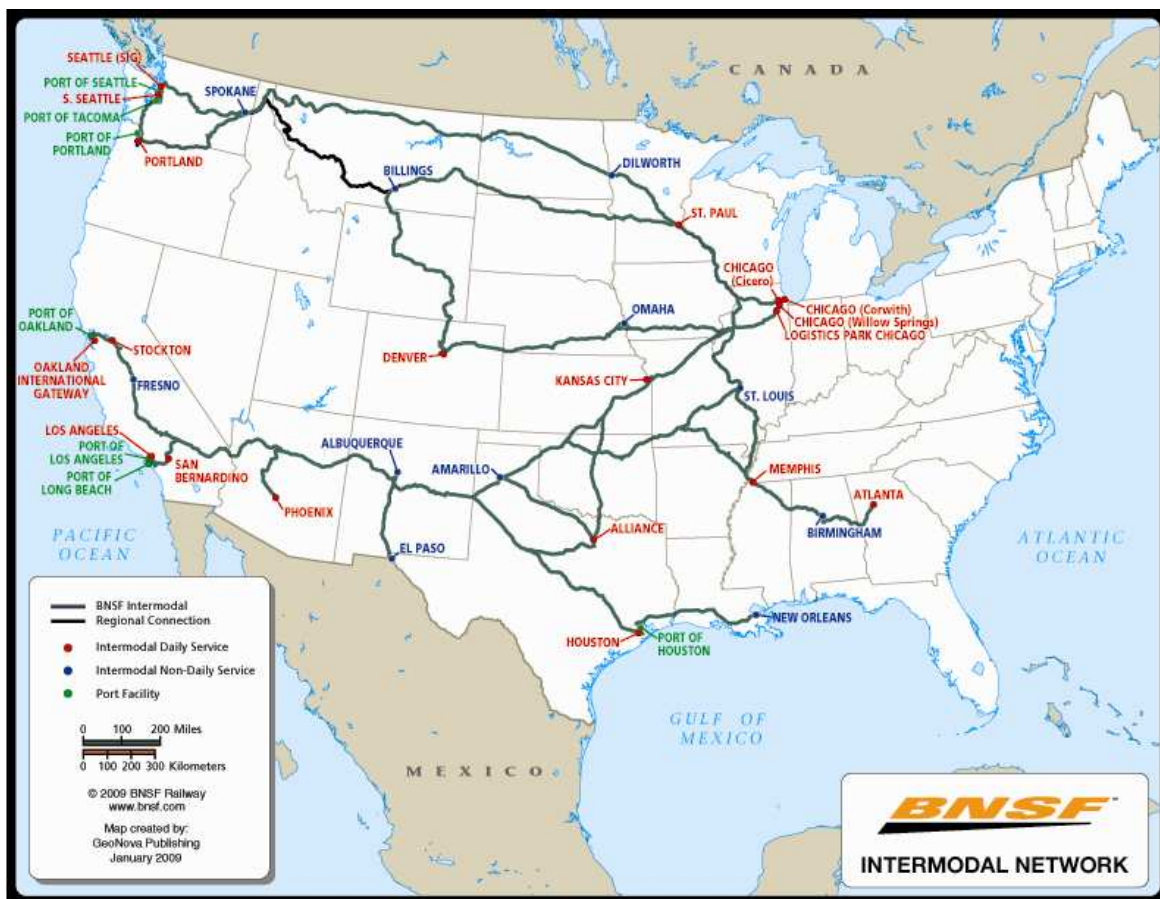 CANADA
SEATTLE (SIG)
PORT OF SEATTLE
S. SEATTLE
PORT OF TACOMA
PORT OF
PORTLAND
PORTLAND
SPOKANE
BILLINGS
DILWORTH
ST. PAUL
CHICAGO
(Cicero)
CHICAGO (Corwith)
CHICAGO (Willow Springs)
LOGISTICS PARK CHICAGO
OMAHA
DENVER
KANSAS CITY
ST. LOUIS
PORT OF
OAKLAND
STOCKTON
OAKLAND
INTERNATIONAL
GATEWAY
FRESNO
LOS ANGELES
PORT OF
LOS ANGELES
PORT OF
LONG BEACH
SAN
BERNARDINO
ALBUQUERQUE
AMARILLO
MEMPHIS
ATLANTA
PHOENIX
ALLIANCE
BIRMINGHAM
EL PASO
PACIFIC
OCEAN
ATLANTIC
OCEAN
NEW ORLEANS
HOUSTON
PORT OF
HOUSTON
GULF OF
MEXICO
MEXICO
BNSF Intermodal
Regional Connection
Intermodal Daily Service
Intermodal Non-Daily Service
Port Facility
0 100 200 Miles
0 100 200 300 Kilometers
© 2009 BNSF Railway
www.bnsf.com
Map created by:
GeoNova Publishing
January 2009
BNSF™
INTERMODAL NETWORK